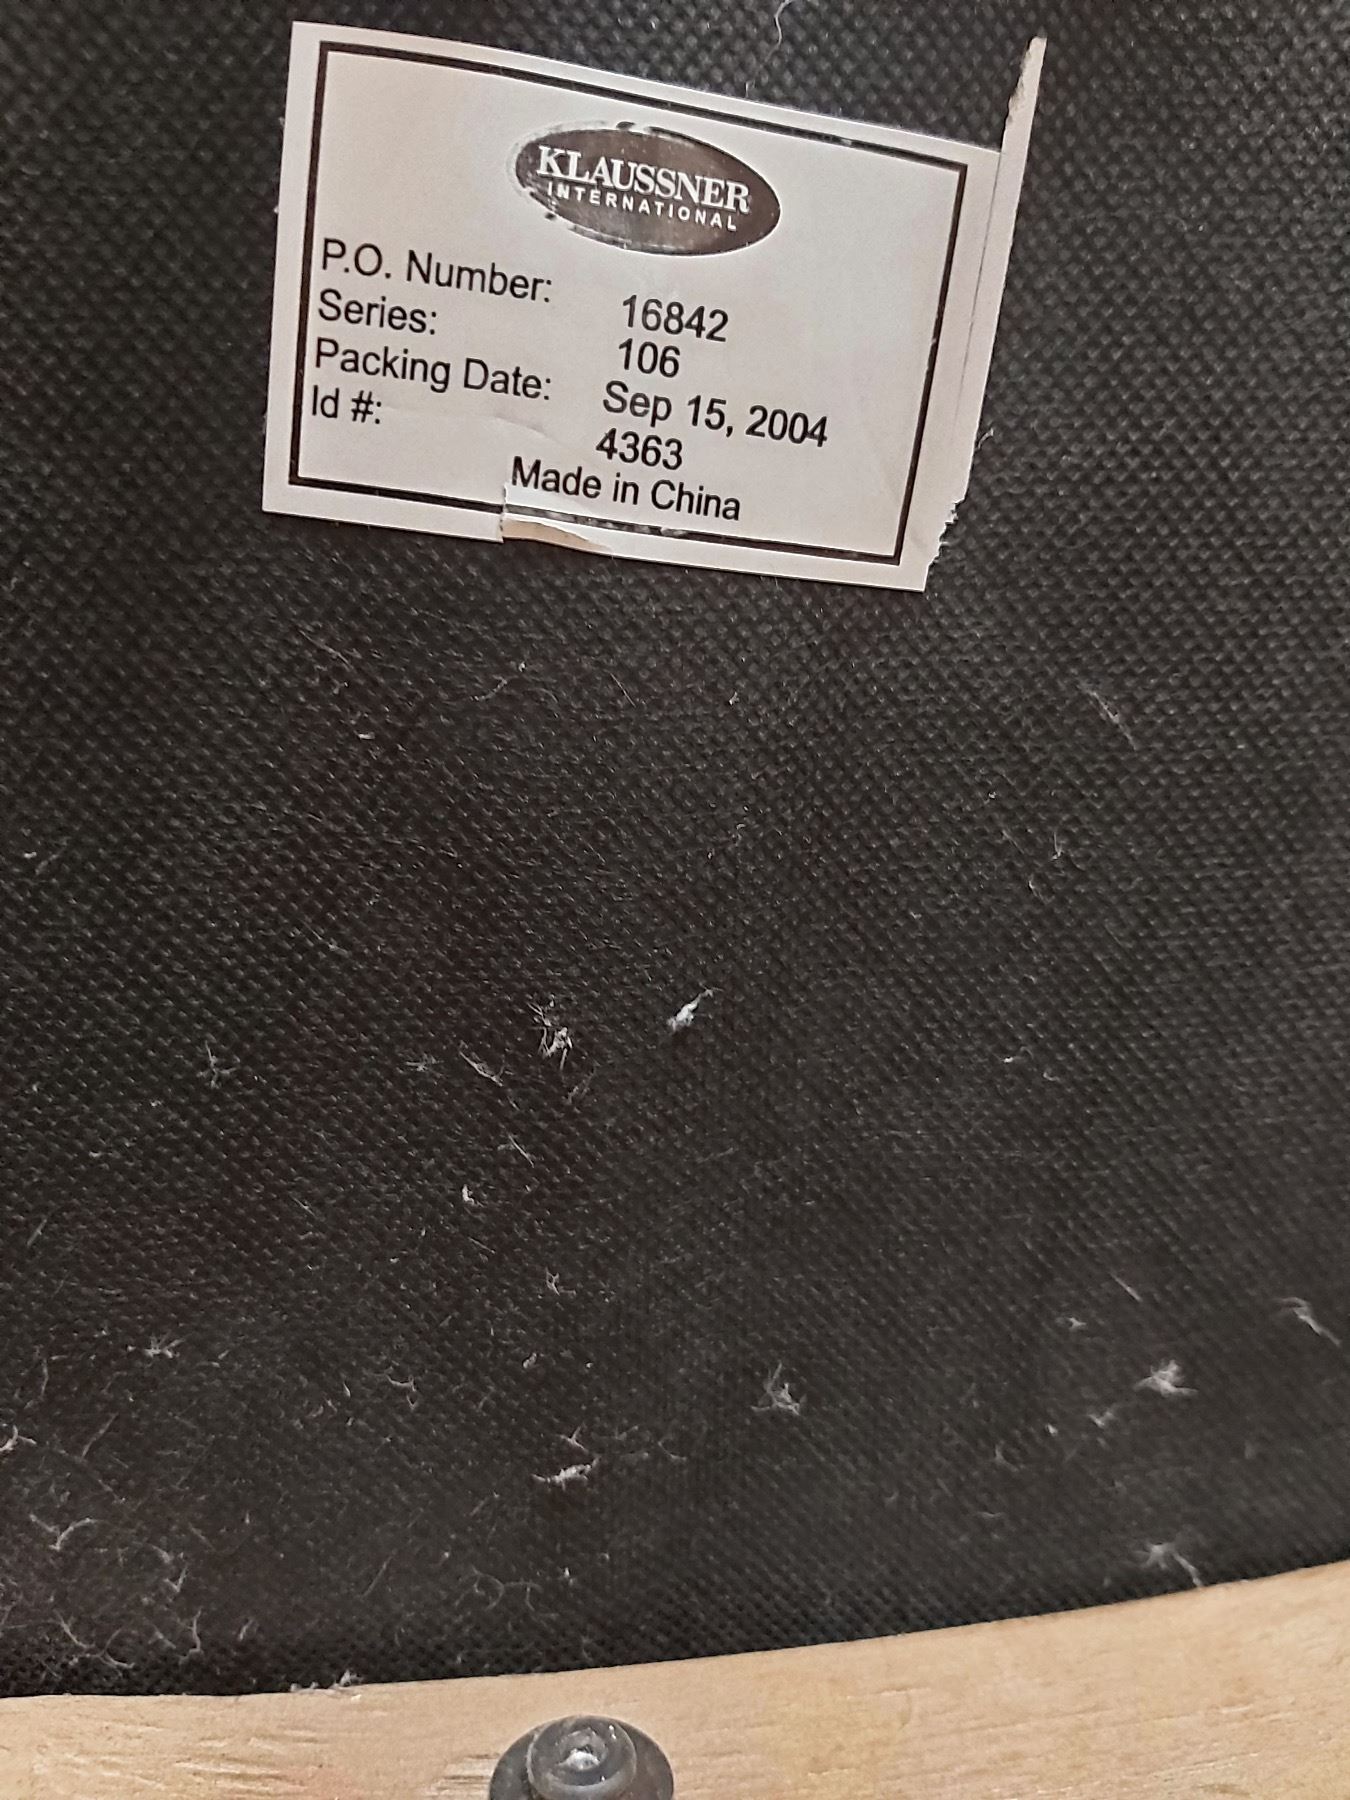 KLAUSSNER
INTERNATIONAL
P.O. Number: 16842
Series: 106
Packing Date: Sep 15, 2004
Id #: 4363
Made in China